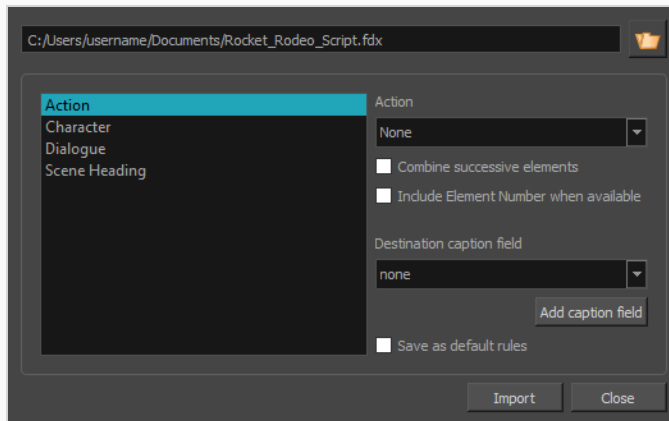 C:/Users/username/Documents/Rocket_Rodeo_Script.fdx
Action
Character
Dialogue
Scene Heading
Action
None
Combine successive elements
Include Element Number when available
Destination caption field
none
Add caption field
Save as default rules
Import
Close